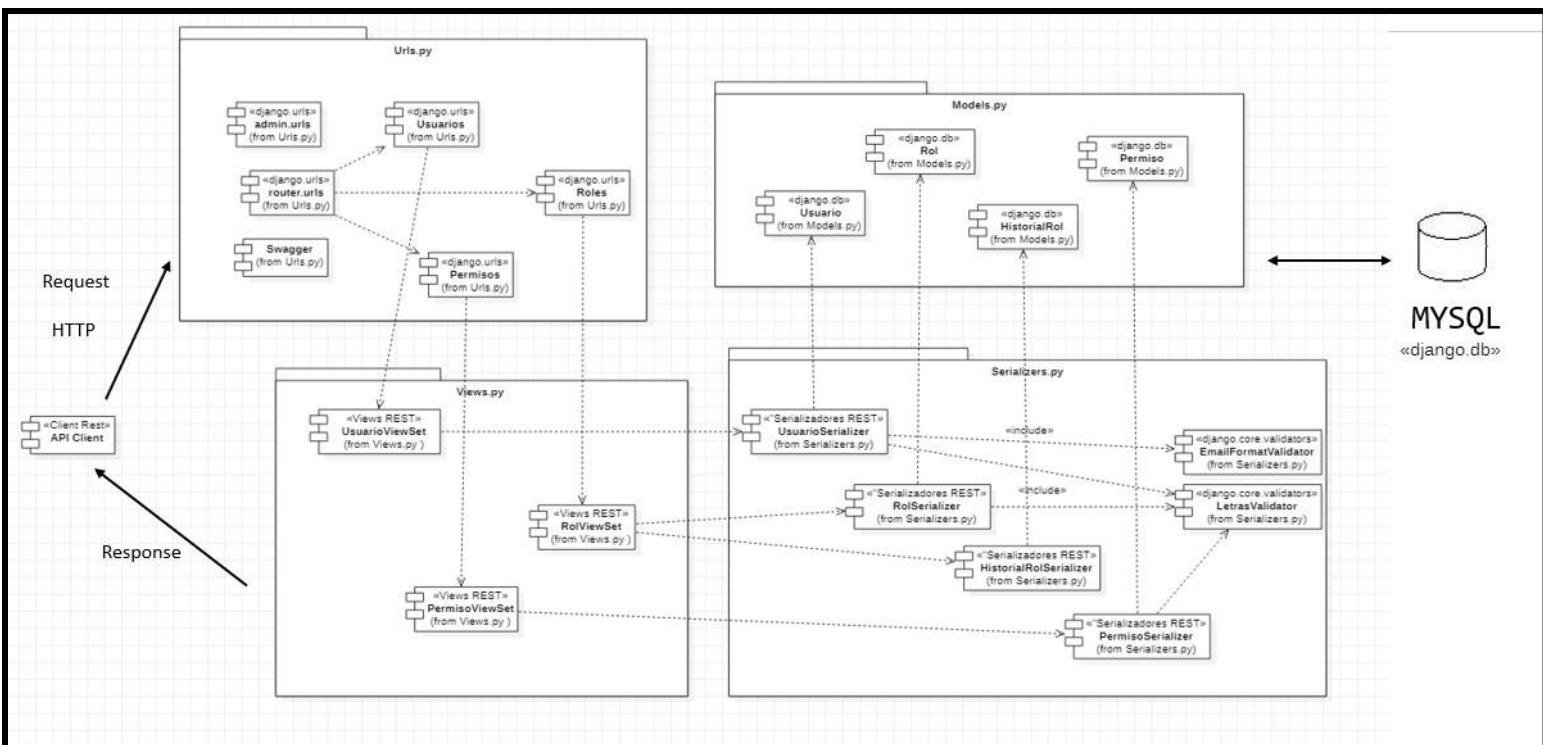 Urls.py
«django.urls»
admin.urls
(from Urls.py)
«django.urls»
Usuarios
(from Urls.py)
«django.urls»
router.urls
(from Urls.py)
«django.urls»
Roles
(from Urls.py)
Swagger
(from Urls.py)
«django.urls»
Permisos
(from Urls.py)
Models.py
«django.db»
Rol
(from Models.py)
«django.db»
Permiso
(from Models.py)
«django.db»
Usuario
(from Models.py)
«django.db»
HistorialRol
(from Models.py)
MYSQL
«django.db»
Request
HTTP
«Client Rest»
API Client
Response
Views.py
«Views REST»
UsuarioViewSet
(from Views.py )
«Views REST»
RolViewSet
(from Views.py )
«Views REST»
PermisoViewSet
(from Views.py )
Serializers.py
«"Serializadores REST»
UsuarioSerializer
(from Serializers.py)
«include»
«django.core.validators»
EmailFormatValidator
(from Serializers.py)
«"Serializadores REST»
RolSerializer
(from Serializers.py)
«include»
«django.core.validators»
LetrasValidator
(from Serializers.py)
«"Serializadores REST»
HistorialRolSerializer
(from Serializers.py)
«"Serializadores REST»
PermisoSerializer
(from Serializers.py)